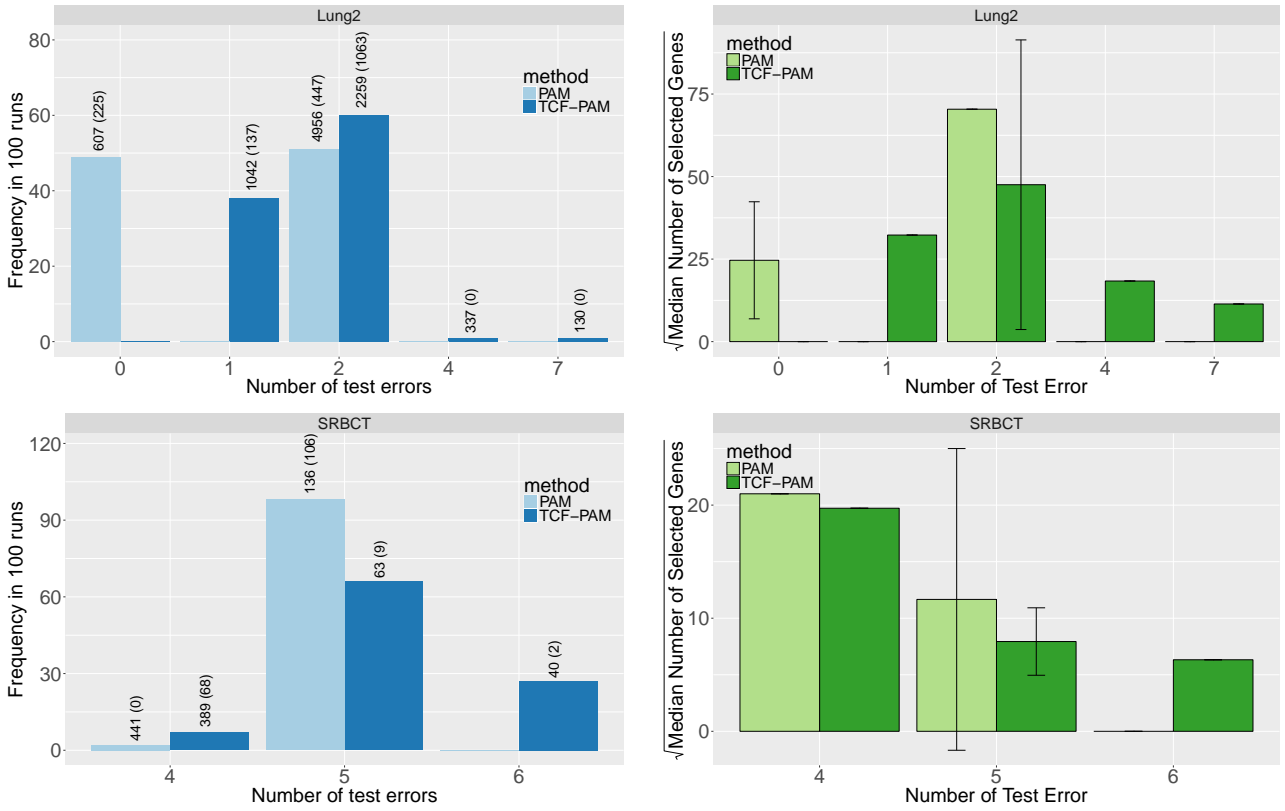 Lung2
80
60
40
20
0
Frequency in 100 runs
607 (225)
1042 (137)
4956 (447)
2259 (1063)
337 (0)
130 (0)
method
PAM
TCF−PAM
0 1 2 4 7
Number of test errors
Lung2
75
50
25
0
√Median Number of Selected Genes
method
PAM
TCF−PAM
0 1 2 4 7
Number of Test Error
SRBCT
120
90
60
30
0
Frequency in 100 runs
441 (0)
389 (68)
136 (106)
63 (9)
40 (2)
method
PAM
TCF−PAM
4 5 6
Number of test errors
SRBCT
20
10
0
√Median Number of Selected Genes
method
PAM
TCF−PAM
4 5 6
Number of Test Error